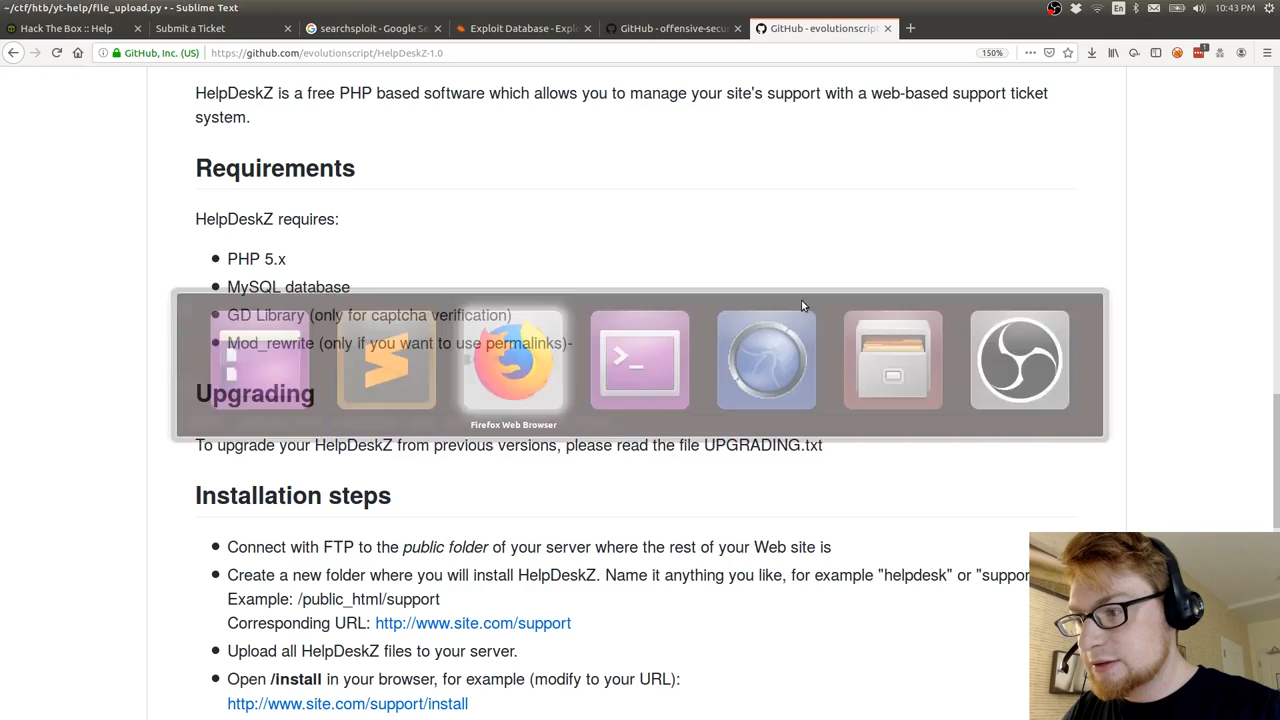 ~/ctf/htb/yt-help/file_upload.py • - Sublime Text
En
10:43 PM
Hack The Box :: Help
Submit a Ticket
searchsploit - Google Se
Exploit Database - Explo
GitHub - offensive-secu
GitHub - evolutionscript
GitHub, Inc. (US)
https://github.com/evolutionscript/HelpDeskZ-1.0
150%
HelpDeskZ is a free PHP based software which allows you to manage your site's support with a web-based support ticket
system.
Requirements
HelpDeskZ requires:
PHP 5.x
MySQL database
GD Library (only for captcha verification)
Mod_rewrite (only if you want to use permalinks)-
Upgrading
Firefox Web Browser
To upgrade your HelpDeskZ from previous versions, please read the file UPGRADING.txt
Installation steps
Connect with FTP to the public folder of your server where the rest of your Web site is
Create a new folder where you will install HelpDeskZ. Name it anything you like, for example "helpdesk" or "suppor
Example: /public_html/support
Corresponding URL: http://www.site.com/support
Upload all HelpDeskZ files to your server.
Open /install in your browser, for example (modify to your URL):
http://www.site.com/support/install